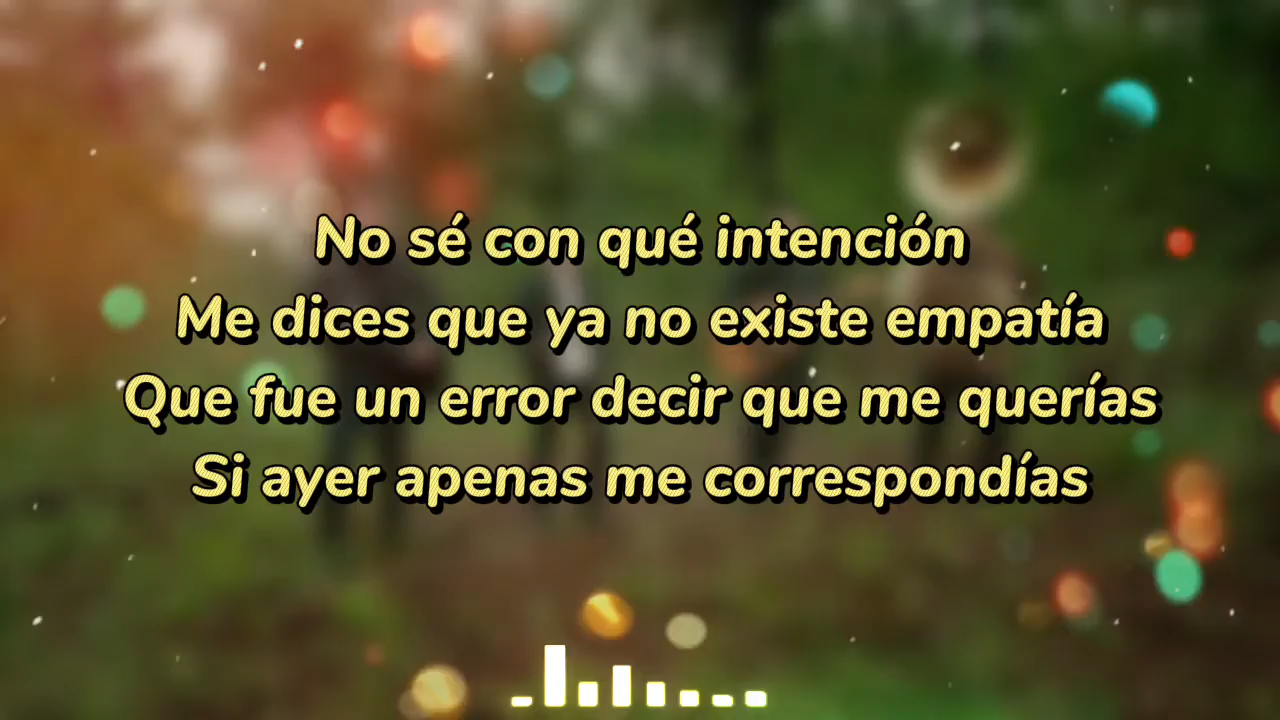 No sé con qué intención
Me dices que ya no existe empatía
Que fue un error decir que me querías
Si ayer apenas me correspondías